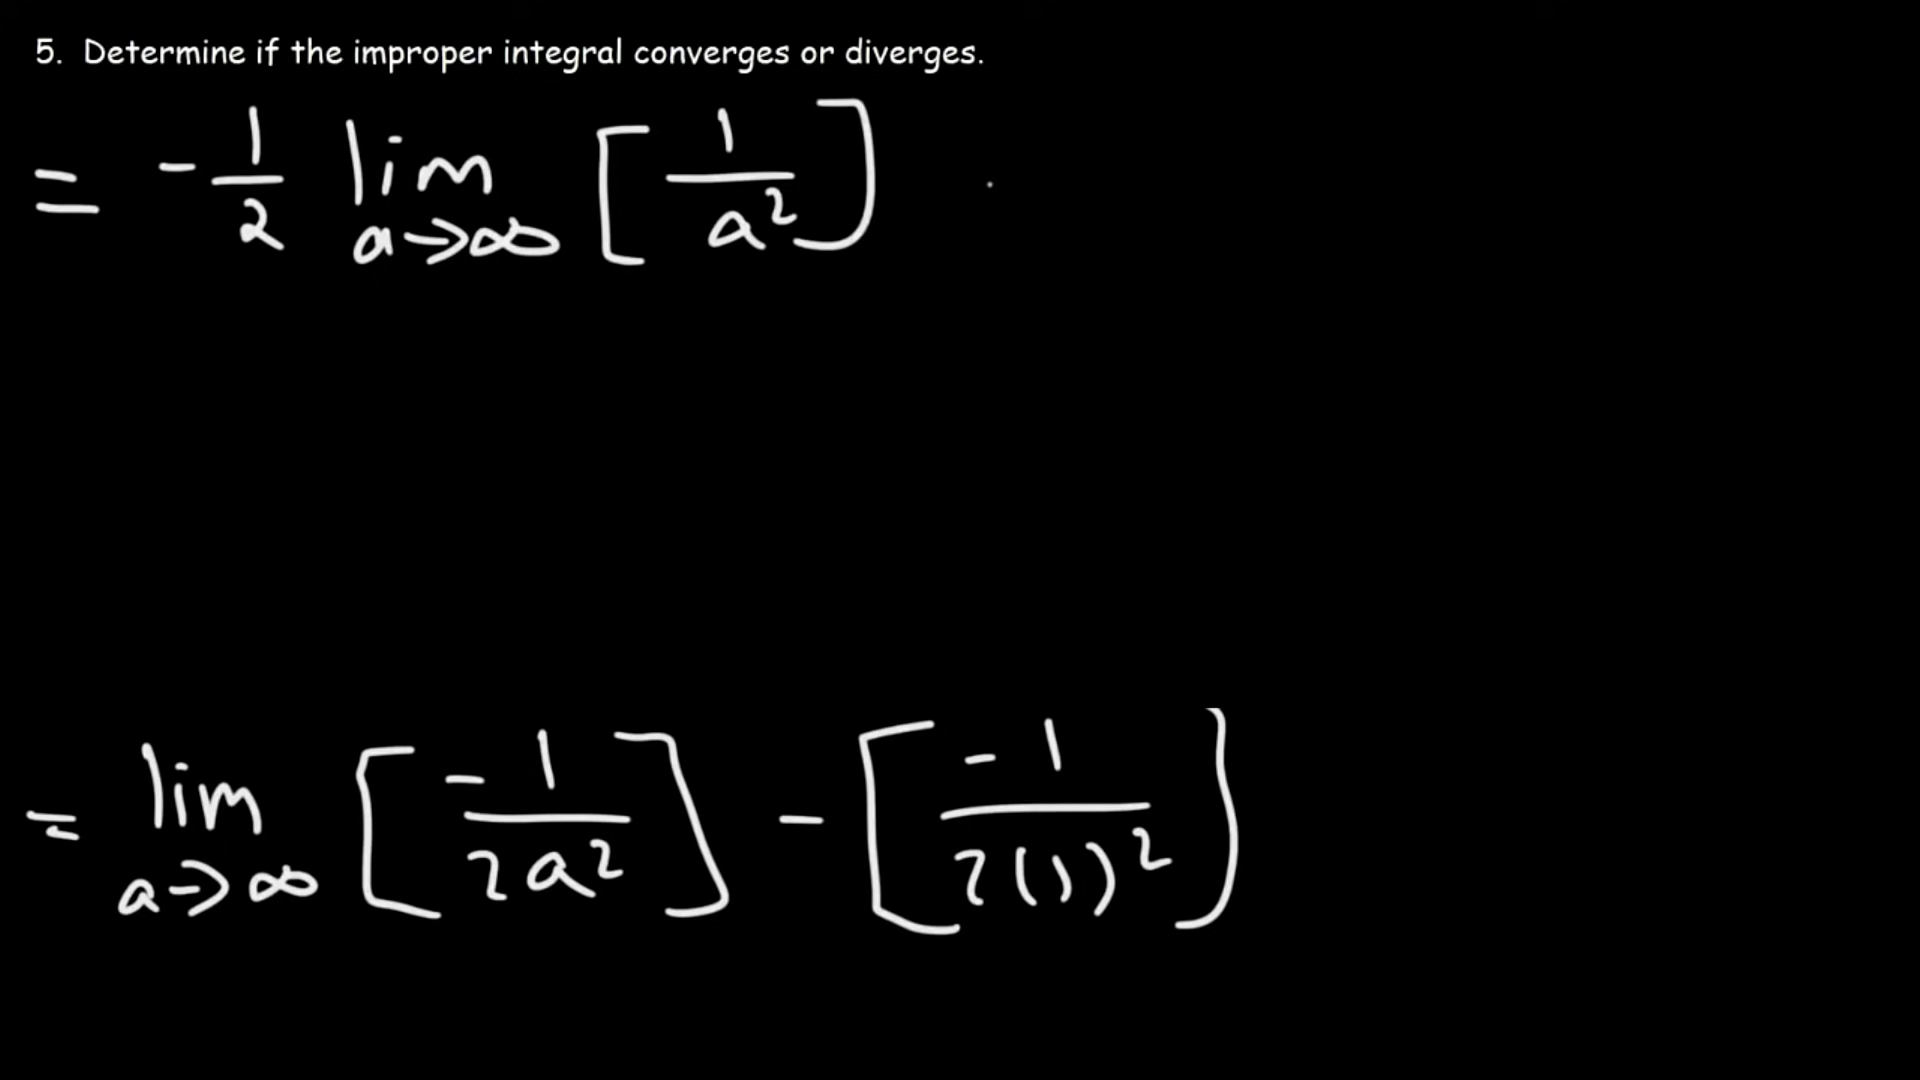 5. Determine if the improper integral converges or diverges.
= -1/2 lim a→∞ [1/a²]
= lim a→∞ [-1/2a²] - [-1/2(1)²]